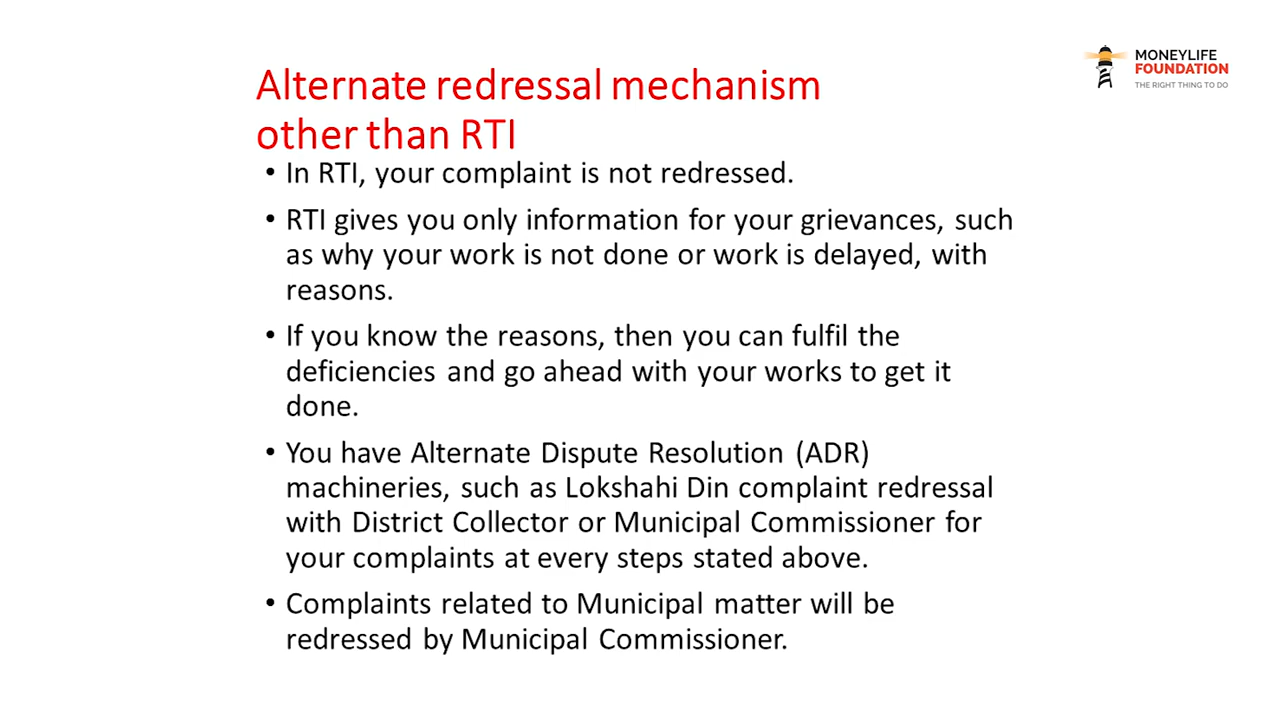 MONEYLIFE
FOUNDATION
THE RIGHT THING TO DO
Alternate redressal mechanism
other than RTI
• In RTI, your complaint is not redressed.
• RTI gives you only information for your grievances, such
as why your work is not done or work is delayed, with
reasons.
• If you know the reasons, then you can fulfil the
deficiencies and go ahead with your works to get it
done.
• You have Alternate Dispute Resolution (ADR)
machineries, such as Lokshahi Din complaint redressal
with District Collector or Municipal Commissioner for
your complaints at every steps stated above.
• Complaints related to Municipal matter will be
redressed by Municipal Commissioner.